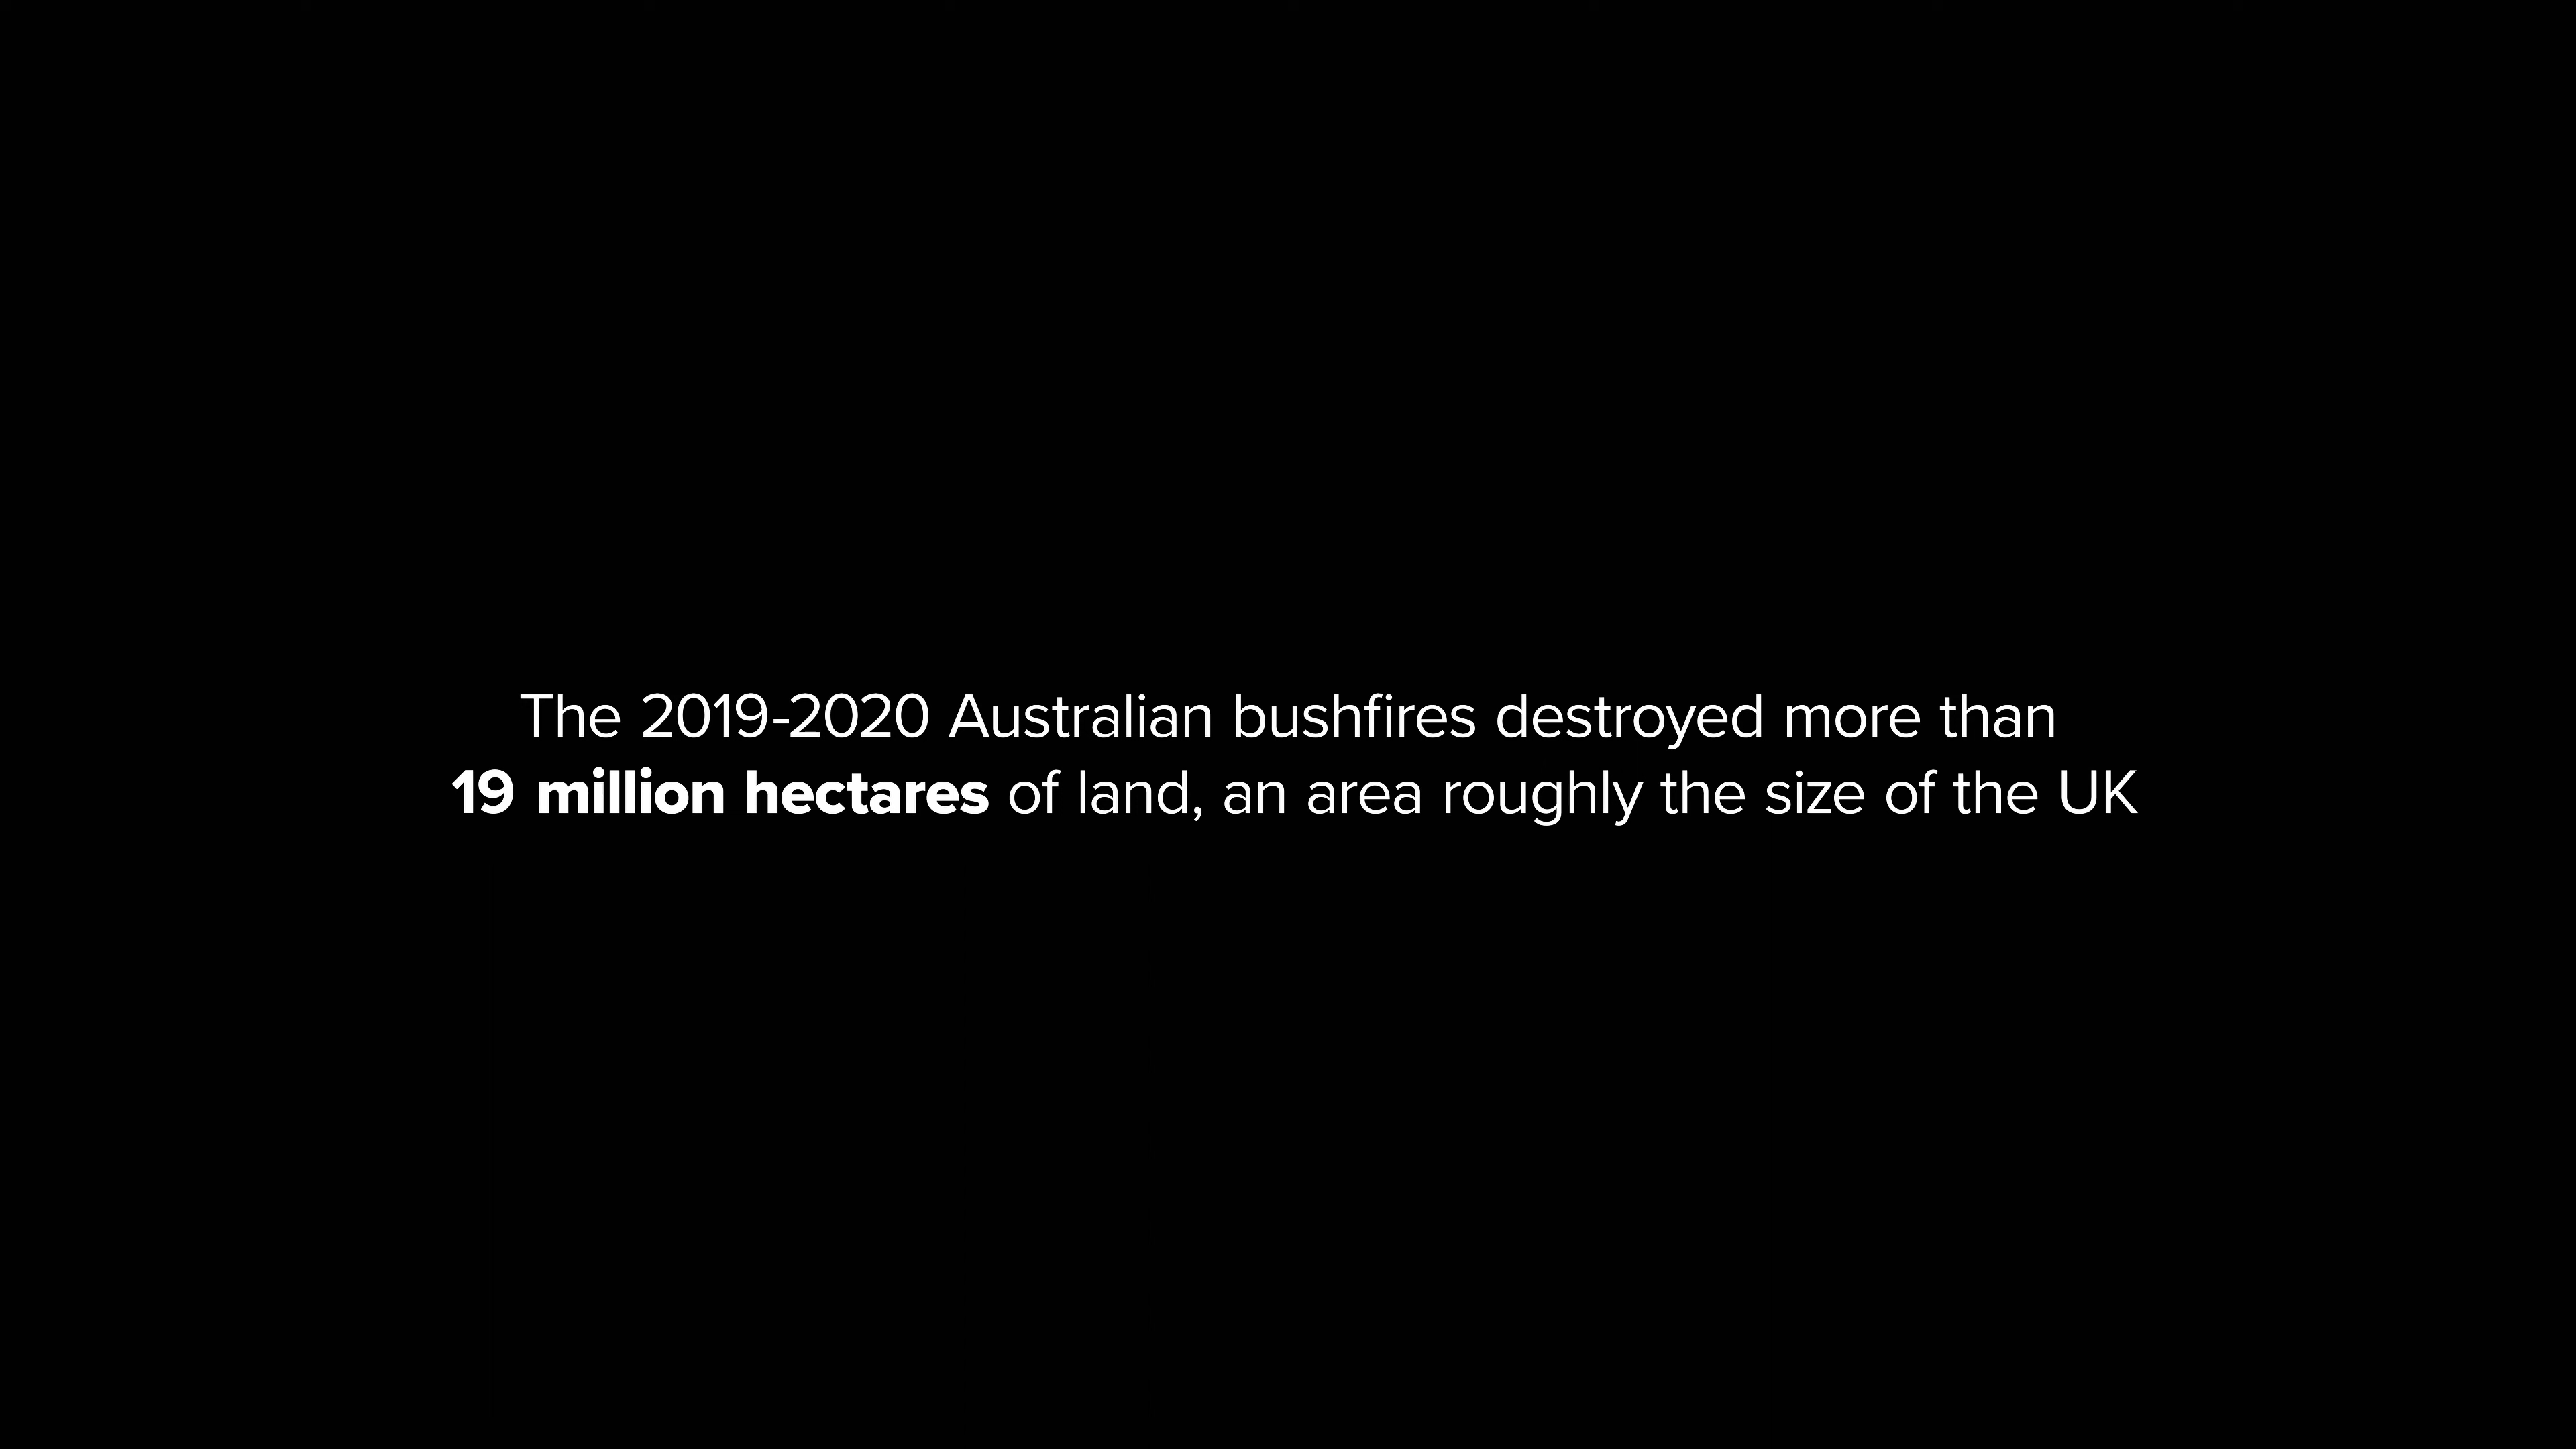 The 2019-2020 Australian bushfires destroyed more than
19 million hectares of land, an area roughly the size of the UK